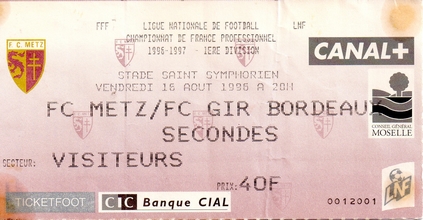 FFF LIGUE NATIONALE DE FOOTBALL LNF
CHAMPIONNAT DE FRANCE PROFESSIONNEL
1996-1997 - 1ERE DIVISION
F.C. METZ
CANAL+
STADE SAINT SYMPHORIEN
VENDREDI 16 AOUT 1996 A 20H
FC METZ/FC GIR BORDEAUX
SECONDES
CONSEIL GÉNÉRAL
MOSELLE
SECTEUR: VISITEURS
PRIX: 40F
LNF
TICKETFOOT CIC Banque CIAL
0012001